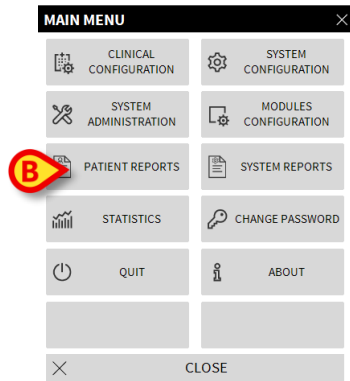 MAIN MENU
CLINICAL
CONFIGURATION
SYSTEM
CONFIGURATION
SYSTEM
ADMINISTRATION
MODULES
CONFIGURATION
B
PATIENT REPORTS
SYSTEM REPORTS
STATISTICS
CHANGE PASSWORD
QUIT
ABOUT
CLOSE